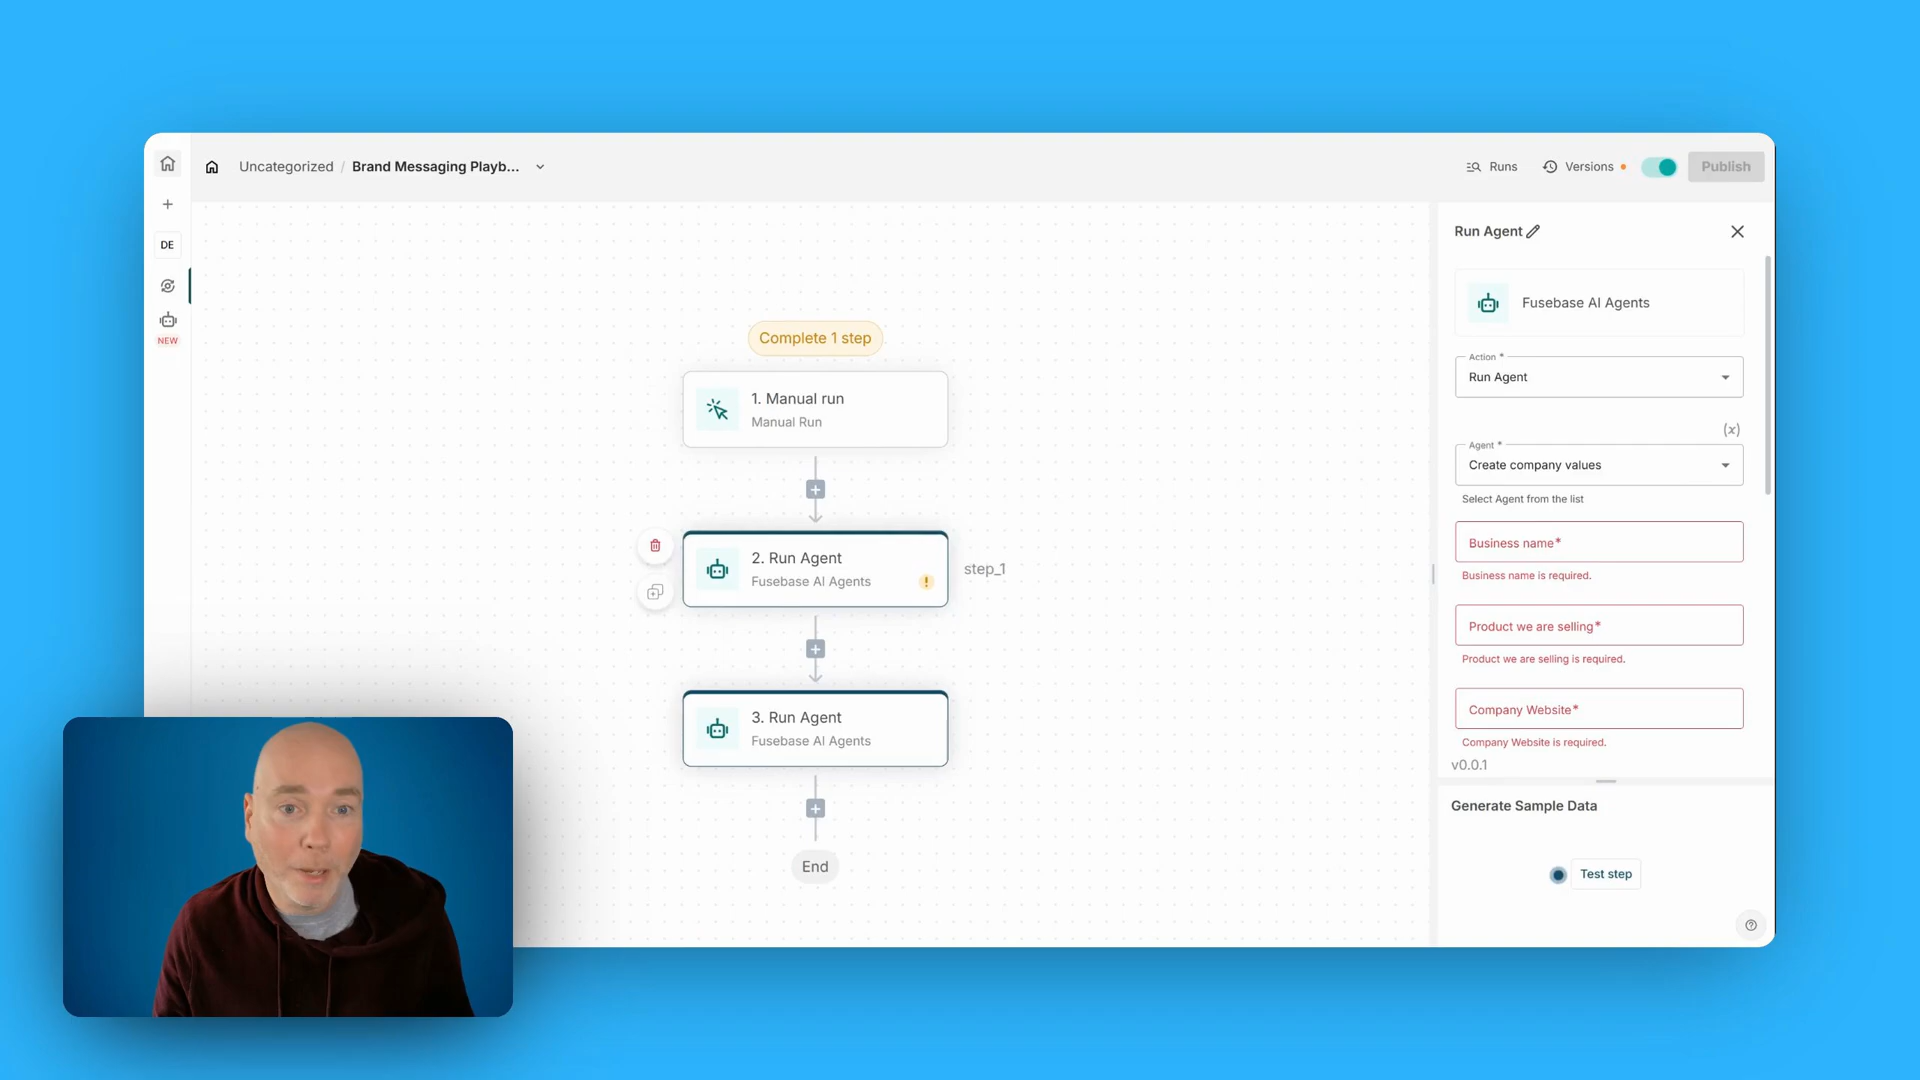 Uncategorized / Brand Messaging Playb...
Runs
Versions
Publish
DE
NEW
Complete 1 step
1. Manual run
Manual Run
2. Run Agent
Fusebase AI Agents
step_1
3. Run Agent
Fusebase AI Agents
End
Run Agent
Fusebase AI Agents
Action *
Run Agent
(x)
Agent *
Create company values
Select Agent from the list
Business name*
Business name is required.
Product we are selling*
Product we are selling is required.
Company Website*
Company Website is required.
v0.0.1
Generate Sample Data
Test step